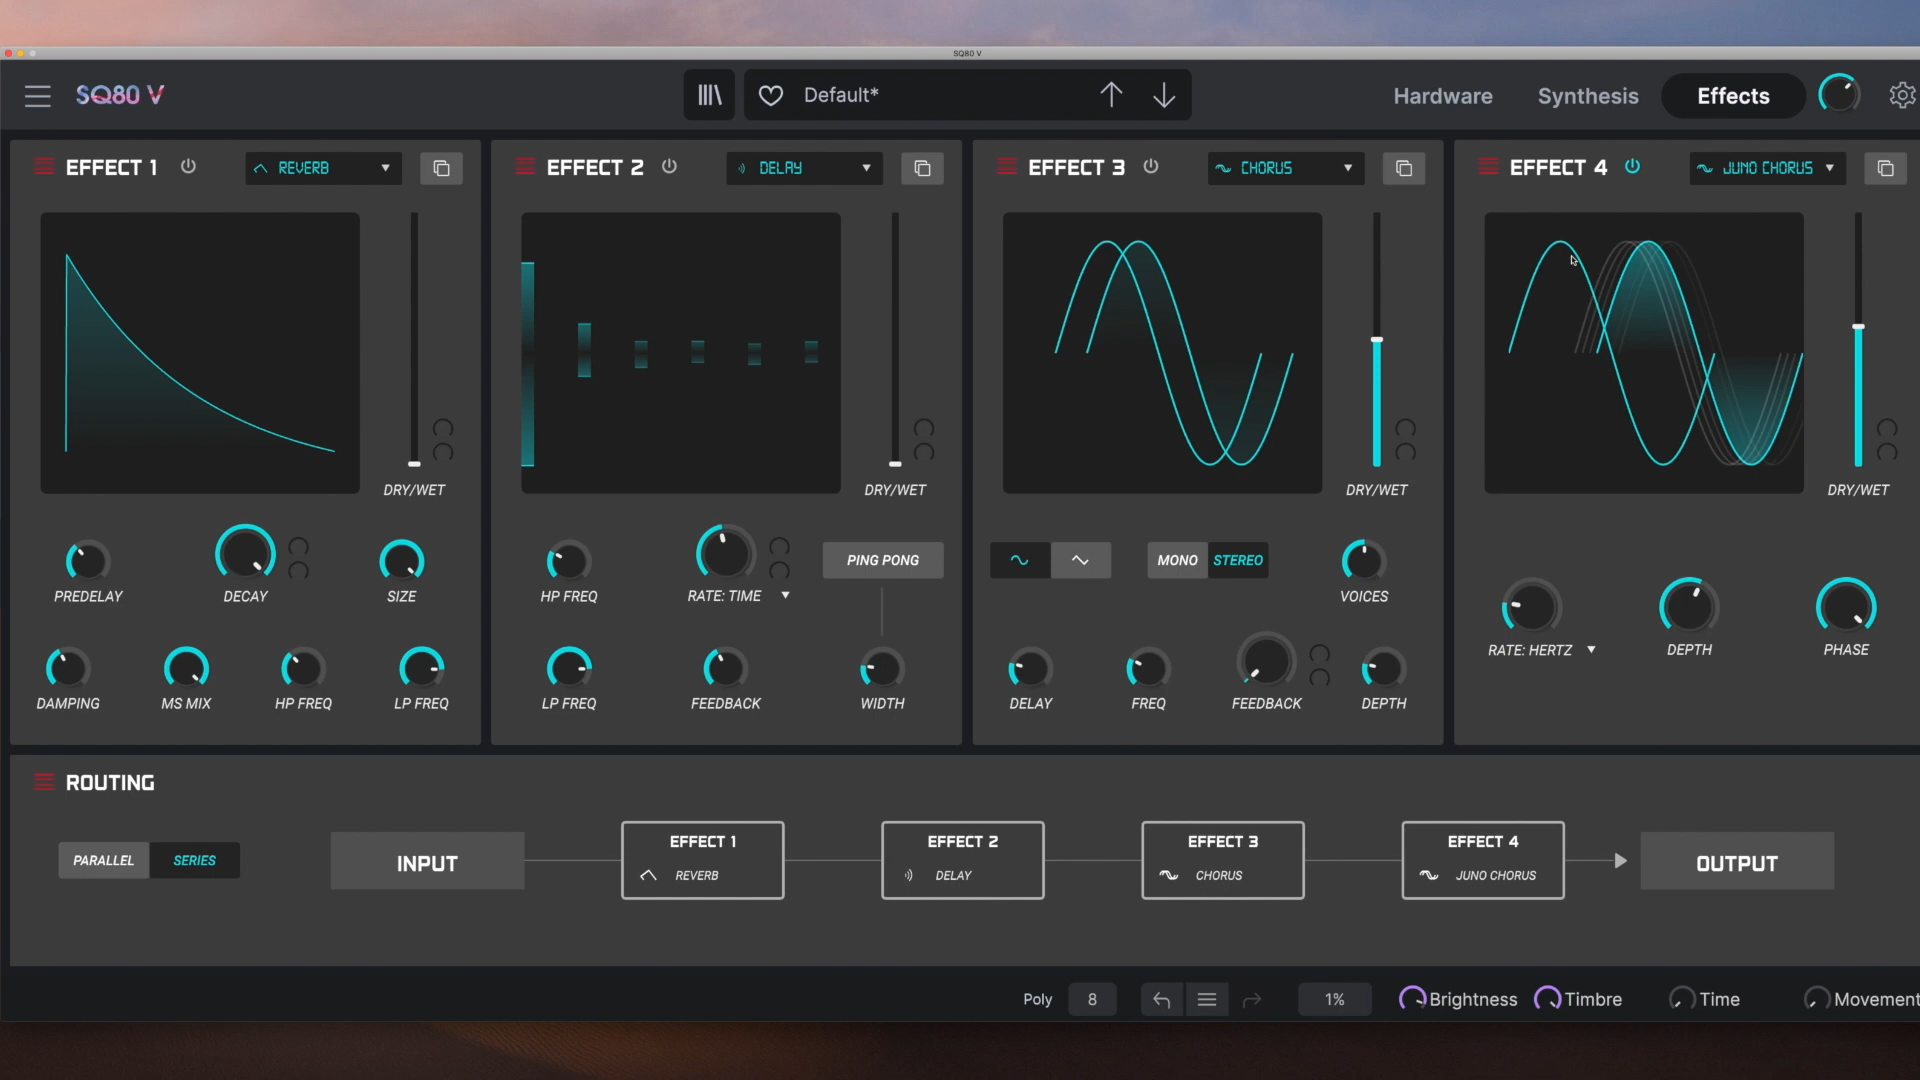 SQ80 V
SQ80 V
Default*
Hardware
Synthesis
Effects
EFFECT 1
REVERB
EFFECT 2
DELAY
EFFECT 3
CHORUS
EFFECT 4
JUNO CHORUS
DRY/WET
DRY/WET
DRY/WET
DRY/WET
PREDELAY
DECAY
SIZE
HP FREQ
RATE: TIME
PING PONG
MONO
STEREO
VOICES
RATE: HERTZ
DEPTH
PHASE
DAMPING
MS MIX
HP FREQ
LP FREQ
LP FREQ
FEEDBACK
WIDTH
DELAY
FREQ
FEEDBACK
DEPTH
ROUTING
PARALLEL
SERIES
INPUT
EFFECT 1
REVERB
EFFECT 2
DELAY
EFFECT 3
CHORUS
EFFECT 4
JUNO CHORUS
OUTPUT
Poly
8
1%
Brightness
Timbre
Time
Movement